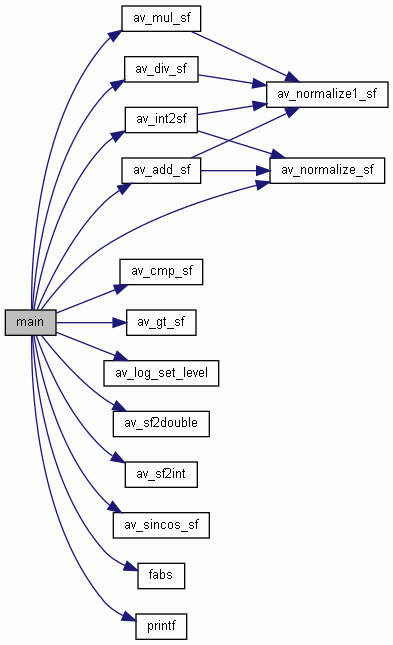 av_mul_sf
av_div_sf
av_normalize1_sf
av_int2sf
av_add_sf
av_normalize_sf
av_cmp_sf
main
av_gt_sf
av_log_set_level
av_sf2double
av_sf2int
av_sincos_sf
fabs
printf